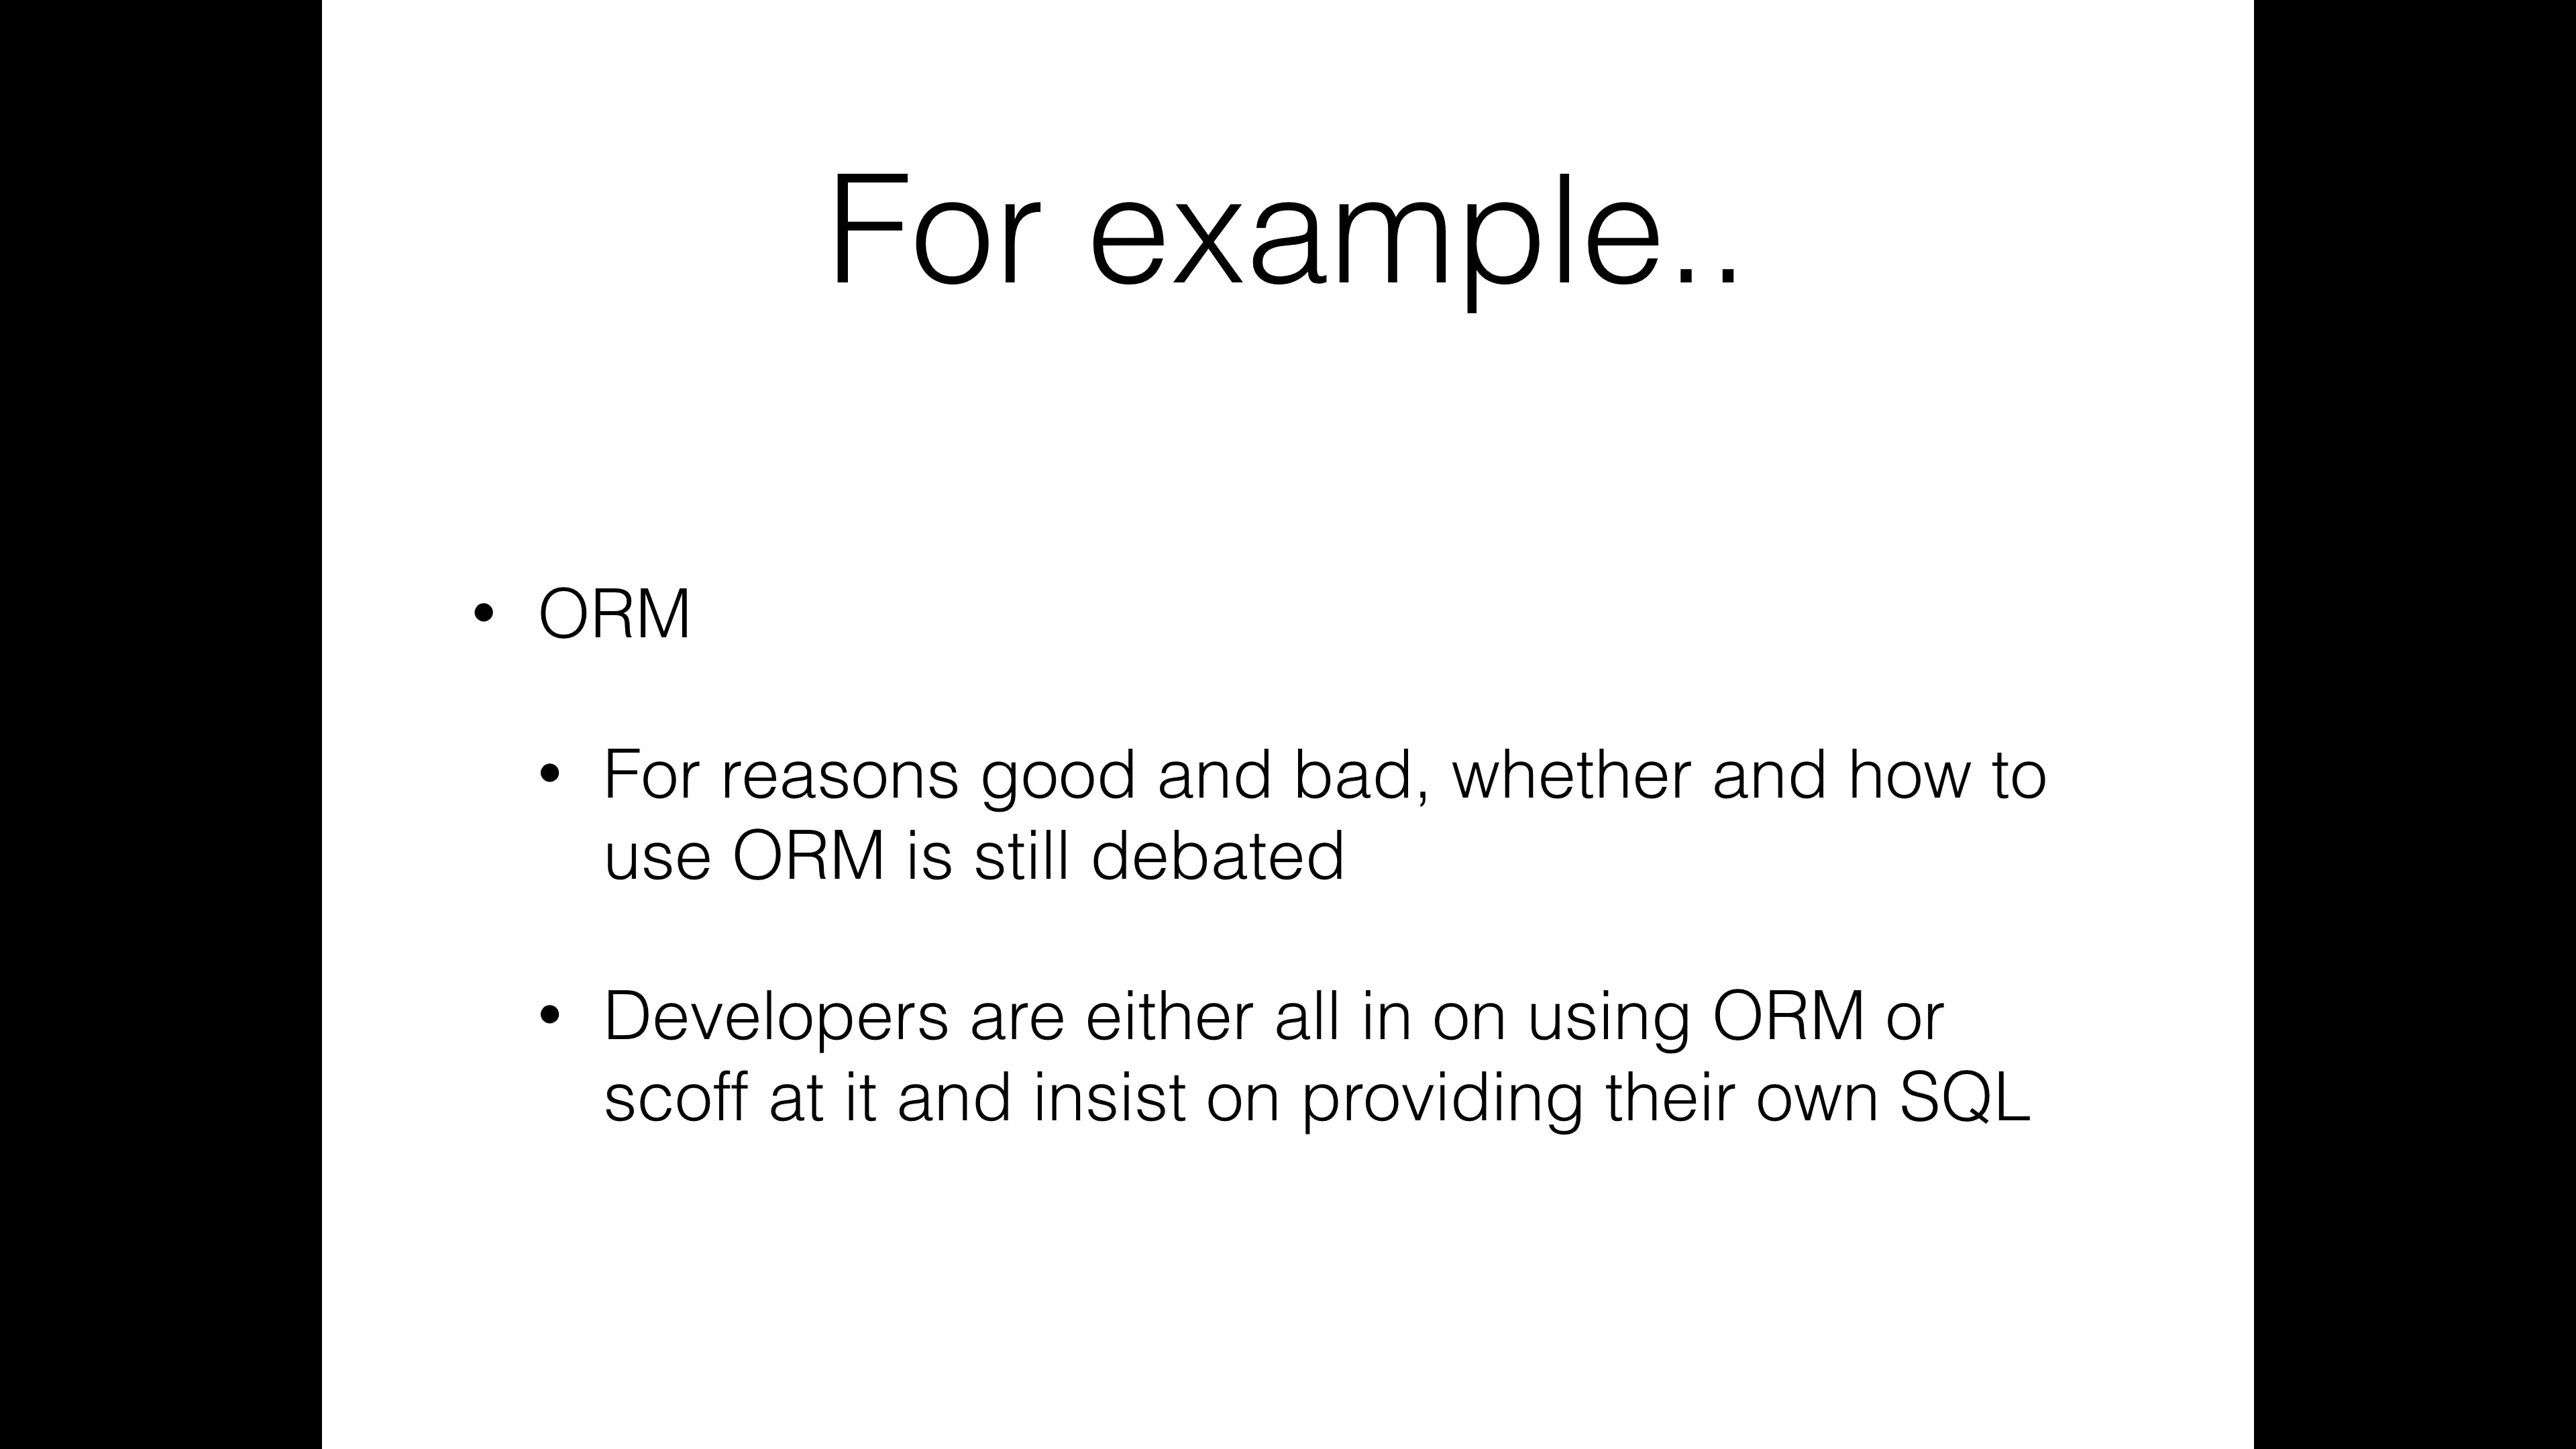 For example..
• ORM
• For reasons good and bad, whether and how to
use ORM is still debated
• Developers are either all in on using ORM or
scoff at it and insist on providing their own SQL